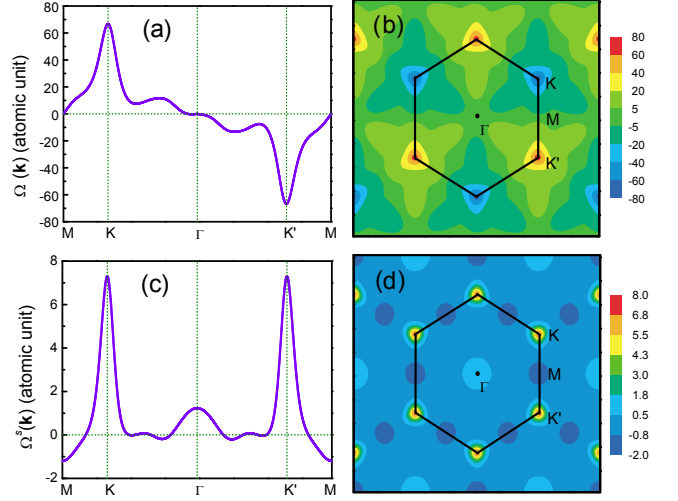 (a)
Ω (k) (atomic unit)
80
60
40
20
0
-20
-40
-60
-80
M K Γ K' M
(b)
K
M
Γ
K'
80
60
40
20
5
-5
-20
-40
-60
-80
(c)
Ωˢ(k) (atomic unit)
8
6
4
2
0
-2
M K Γ K' M
(d)
K
M
Γ
K'
8.0
6.8
5.5
4.3
3.0
1.8
0.5
-0.8
-2.0